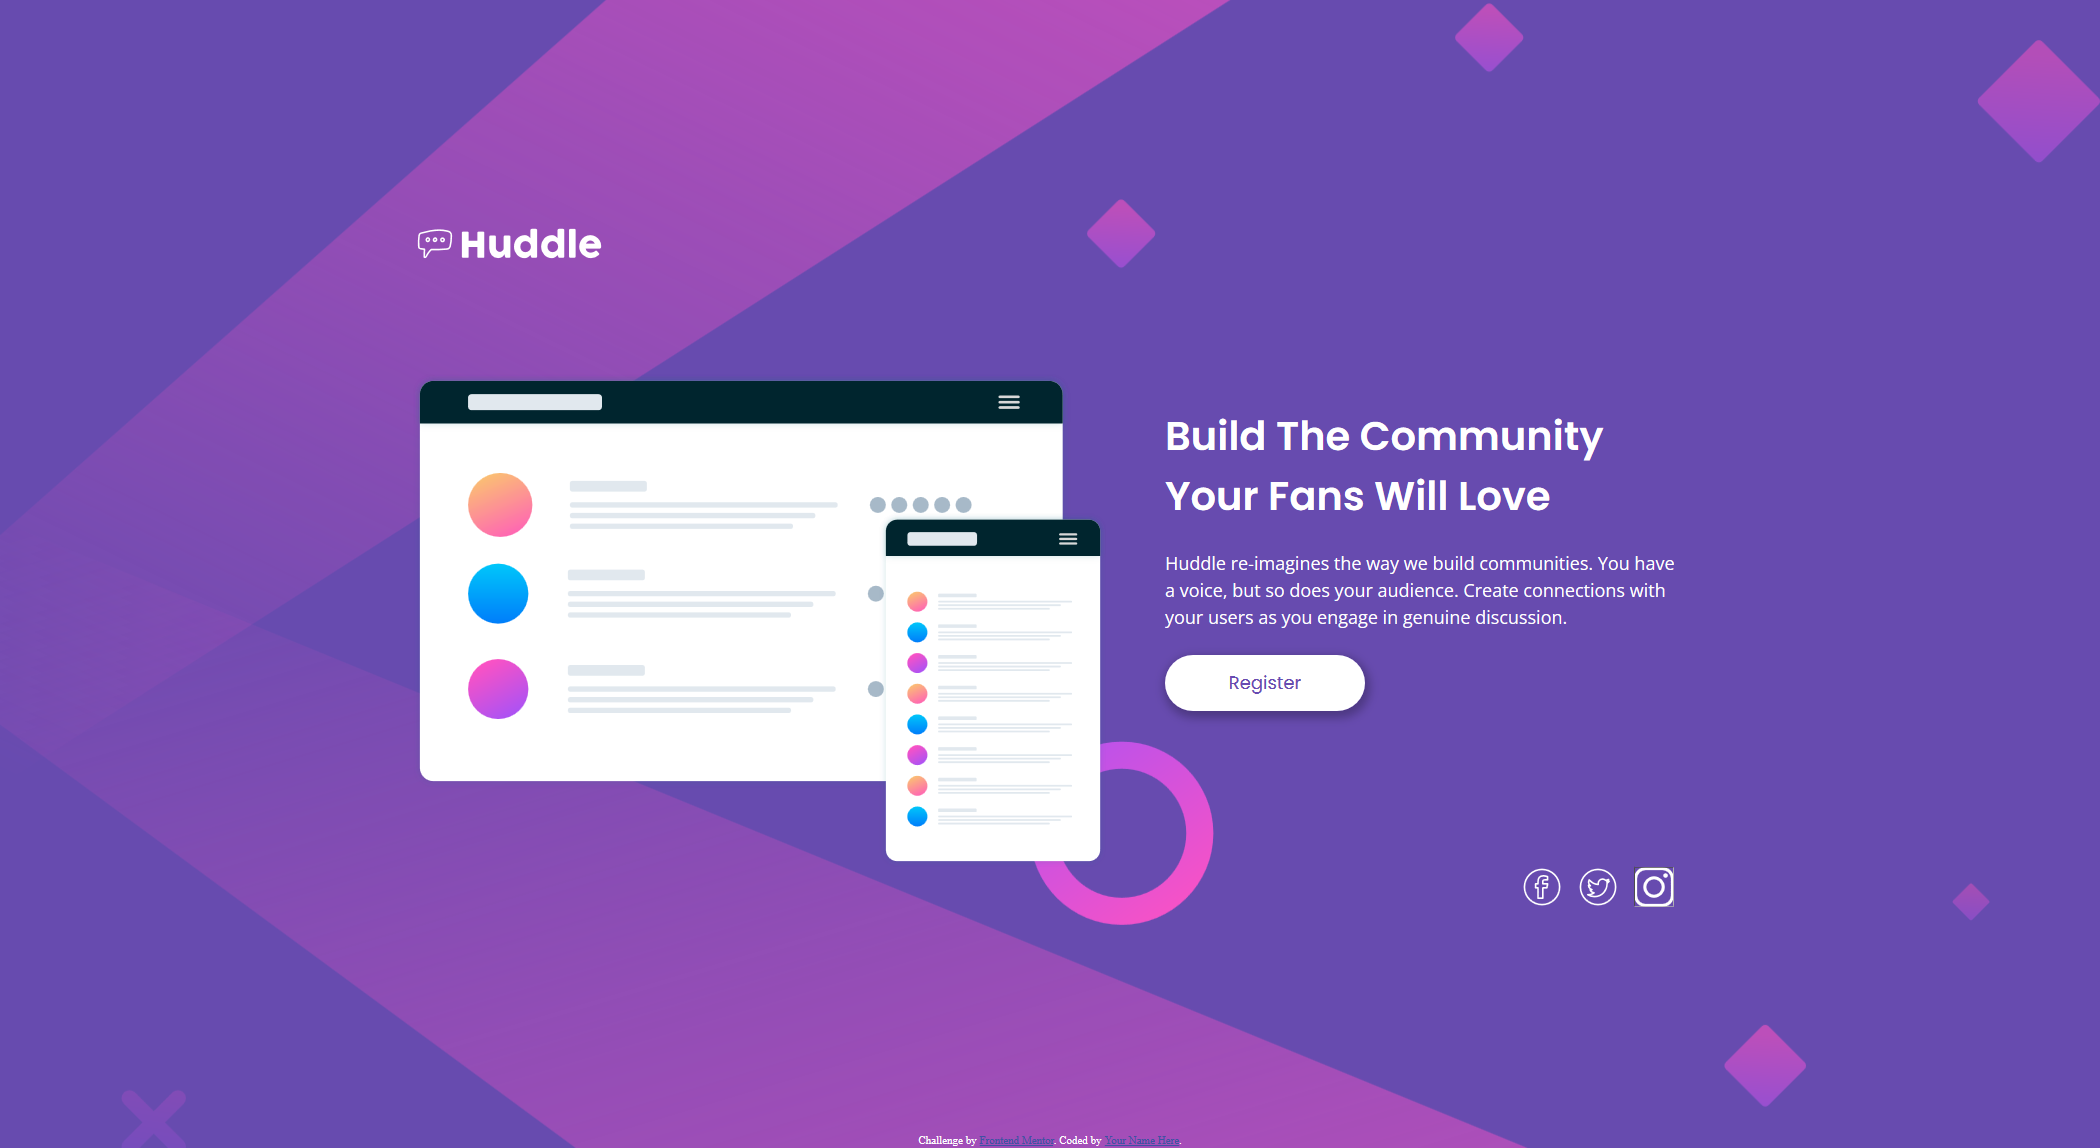 Huddle
Build The Community
Your Fans Will Love
Huddle re-imagines the way we build communities. You have
a voice, but so does your audience. Create connections with
your users as you engage in genuine discussion.
Register
Challenge by Frontend Mentor. Coded by Your Name Here.